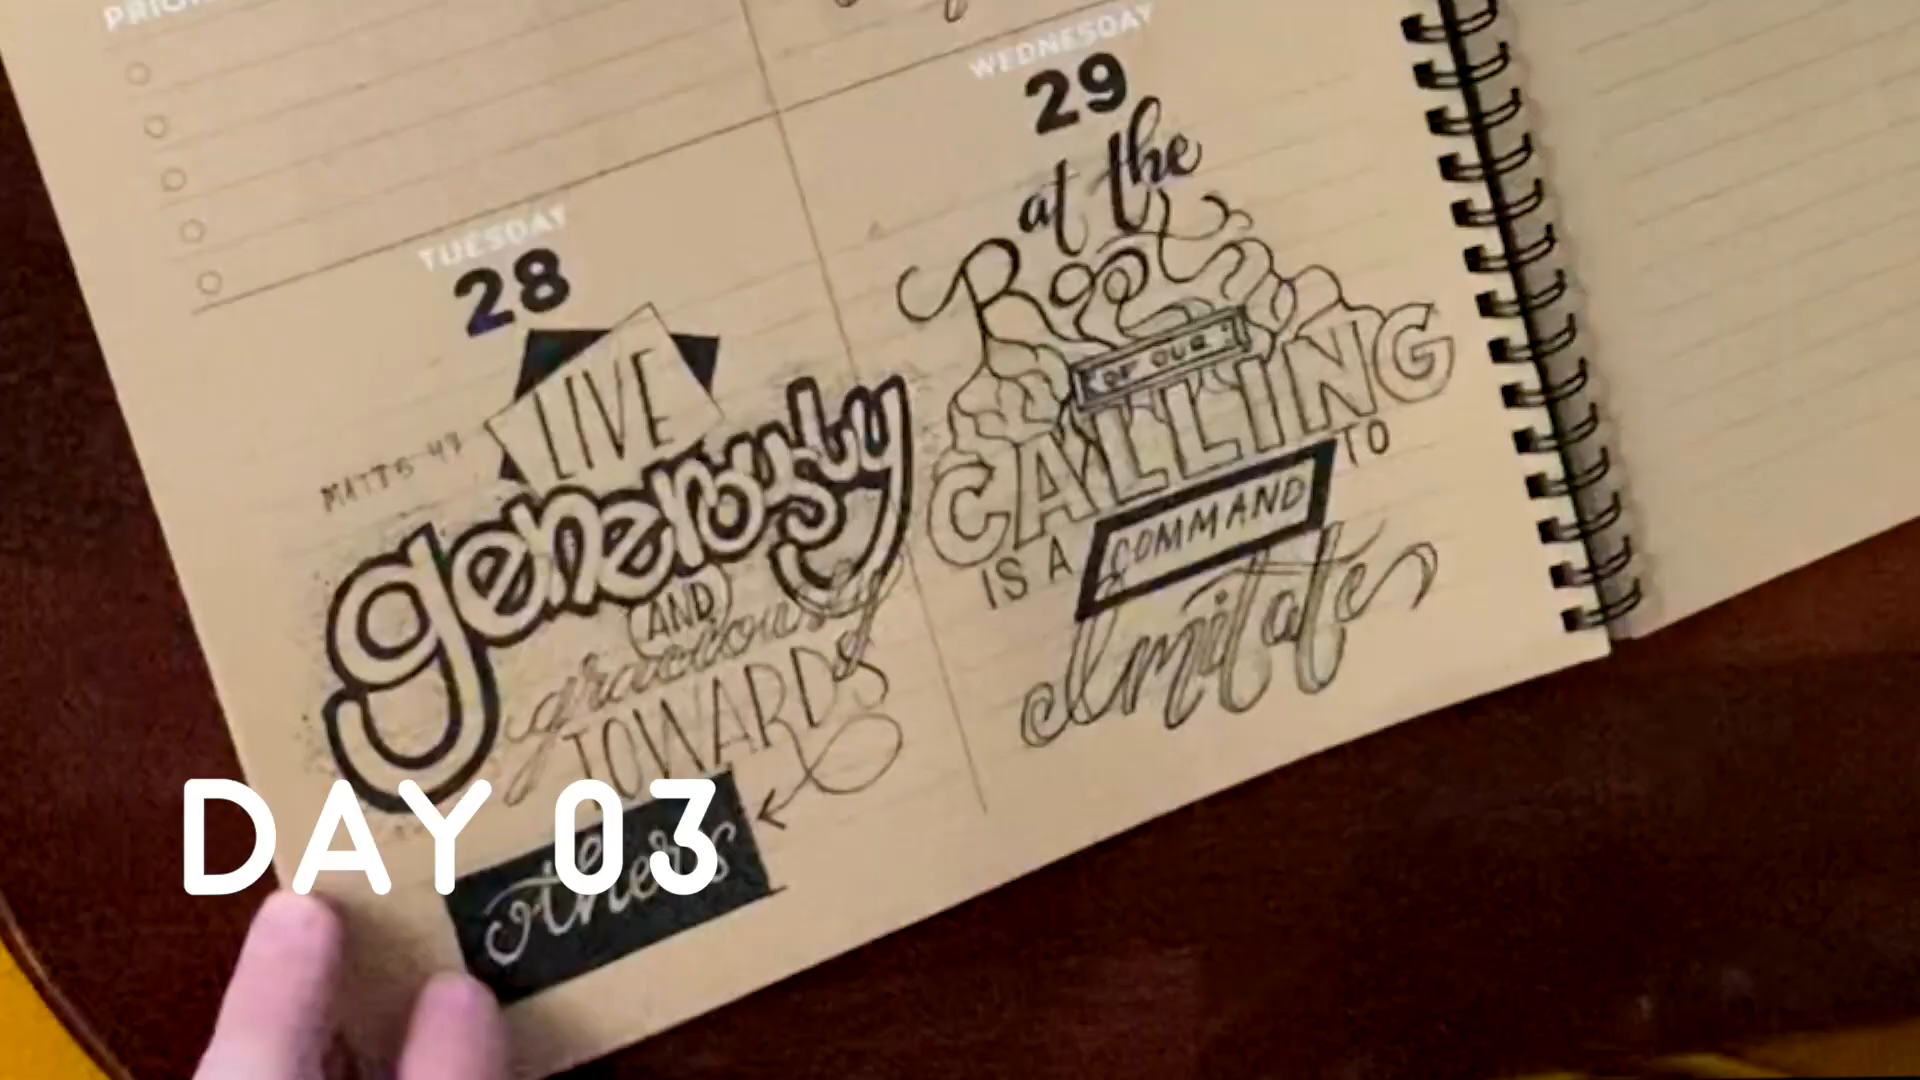 TUESDAY
28
MATT 5:47
LIVE
generously
AND
graciously
TOWARDS
others
WEDNESDAY
29
at the
Root
OF OUR
CALLING
IS A COMMAND TO
Imitate
DAY 03